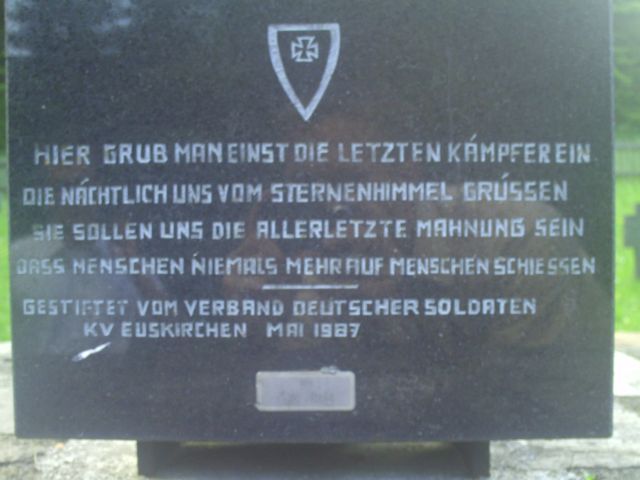 HIER GRUB MAN EINST DIE LETZTEN KÄMPFER EIN
DIE NÄCHTLICH UNS VOM STERNENHIMMEL GRÜSSEN
SIE SOLLEN UNS DIE ALLERLETZTE MAHNUNG SEIN
DASS MENSCHEN NIEMALS MEHR AUF MENSCHEN SCHIESSEN
GESTIFTET VOM VERBAND DEUTSCHER SOLDATEN
KV EUSKIRCHEN MAI 1987